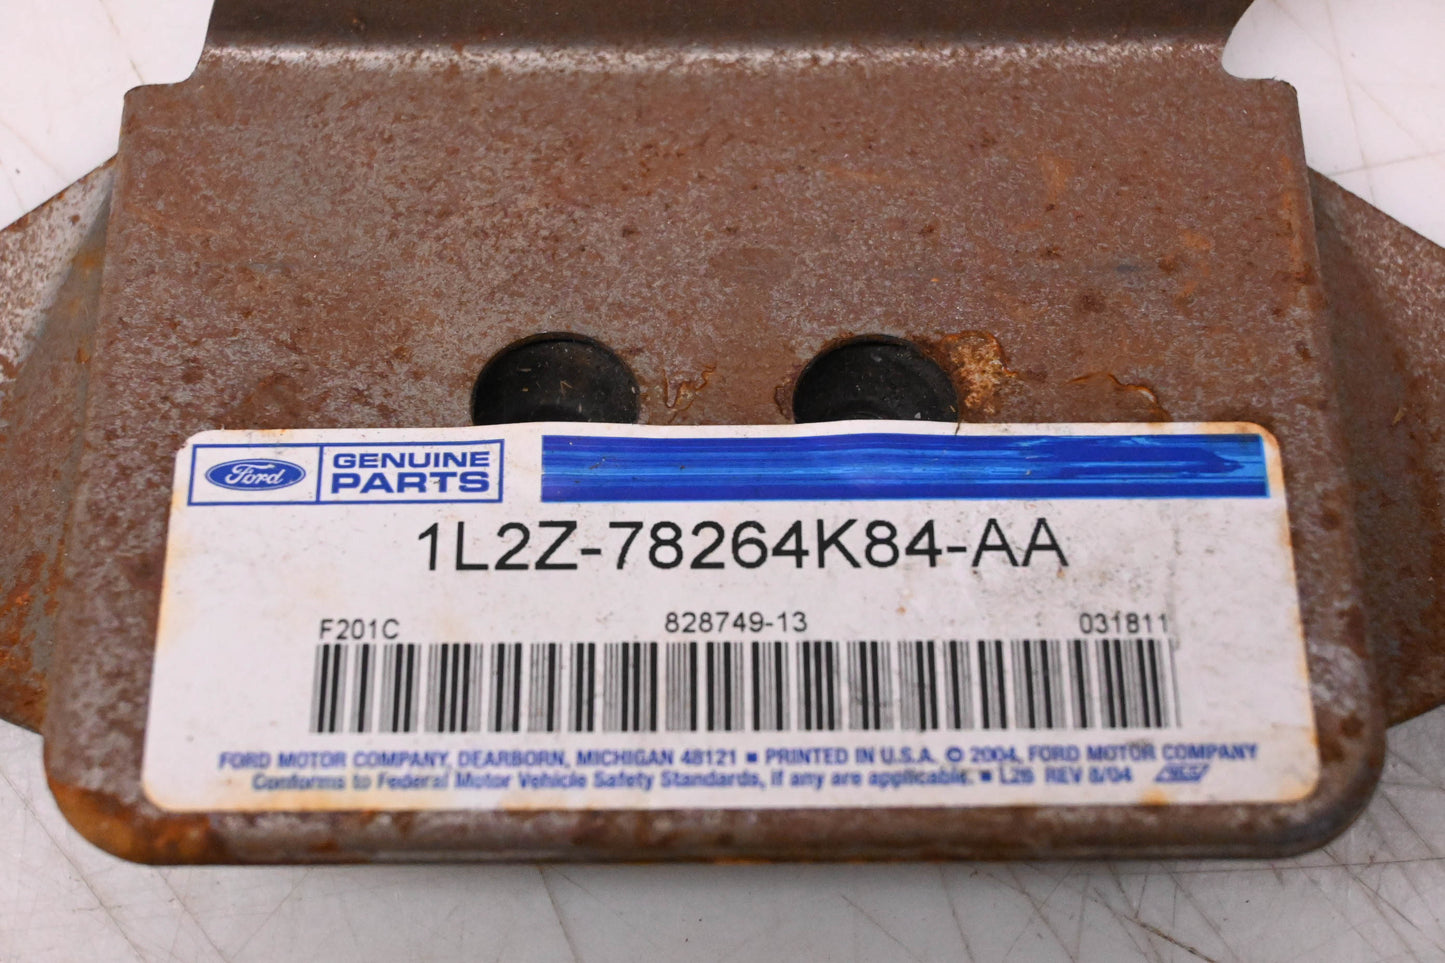 Ford GENUINE
PARTS
1L2Z-78264K84-AA
F201C 828749-13 031811
FORD MOTOR COMPANY, DEARBORN, MICHIGAN 48121 ■ PRINTED IN U.S.A. © 2004, FORD MOTOR COMPANY
Conforms to Federal Motor Vehicle Safety Standards, if any are applicable. ■ L26 REV 8/04